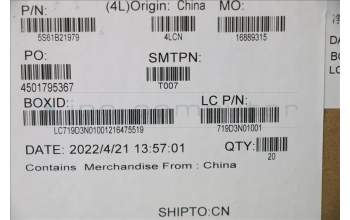 P/N:
(4L)Origin: China
MO:
5S61B21979
4LCN
16889315
PO:
SMTPN:
4501795367
T007
BOXID:
LC P/N:
LC719D3N01001216475519
719D3N01001
DATE: 2022/4/21 13:57:01
QTY:
20
Contains Merchandise From : China
SHIPTO:CN